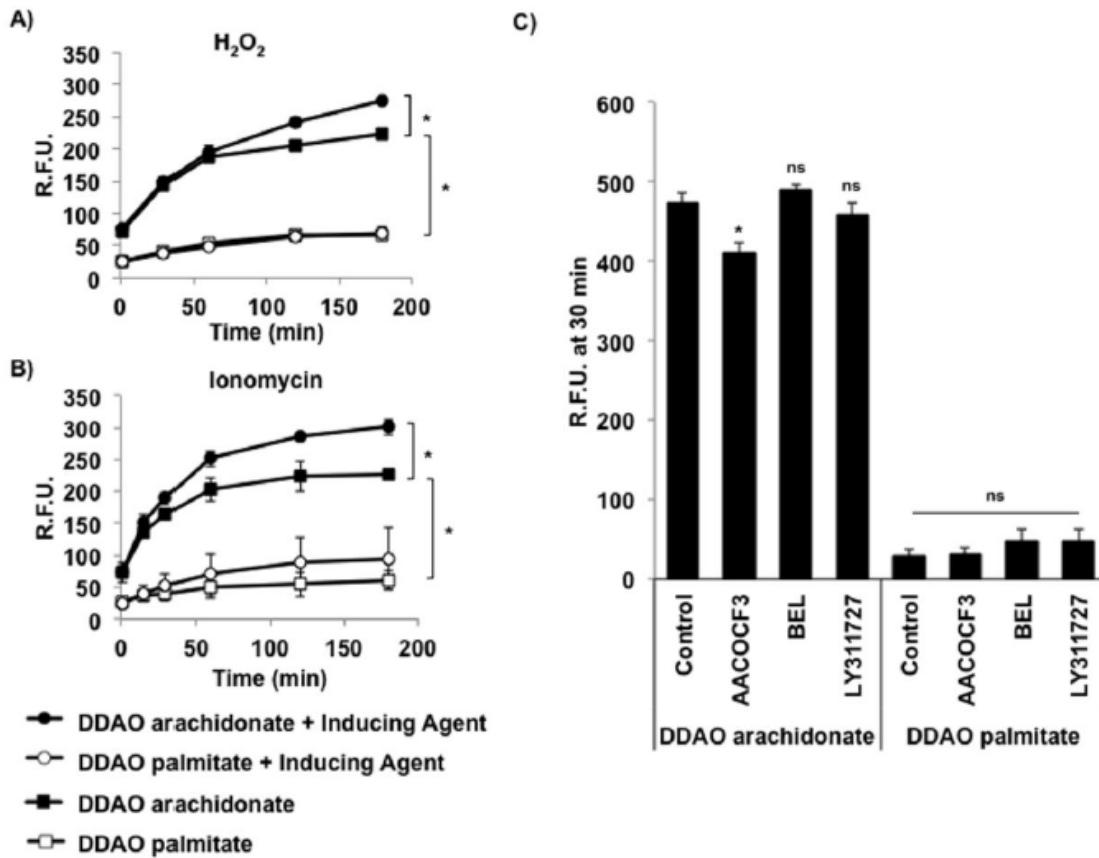 A)
H₂O₂
350
300
250
200
150
100
50
0
R.F.U.
*
*
0 50 100 150 200
Time (min)
B)
Ionomycin
350
300
250
200
150
100
50
0
R.F.U.
*
*
0 50 100 150 200
Time (min)
DDAO arachidonate + Inducing Agent
DDAO palmitate + Inducing Agent
DDAO arachidonate
DDAO palmitate
C)
600
500
400
300
200
100
0
R.F.U. at 30 min
*
ns
ns
ns
Control
AACOCF3
BEL
LY311727
Control
AACOCF3
BEL
LY311727
DDAO arachidonate
DDAO palmitate